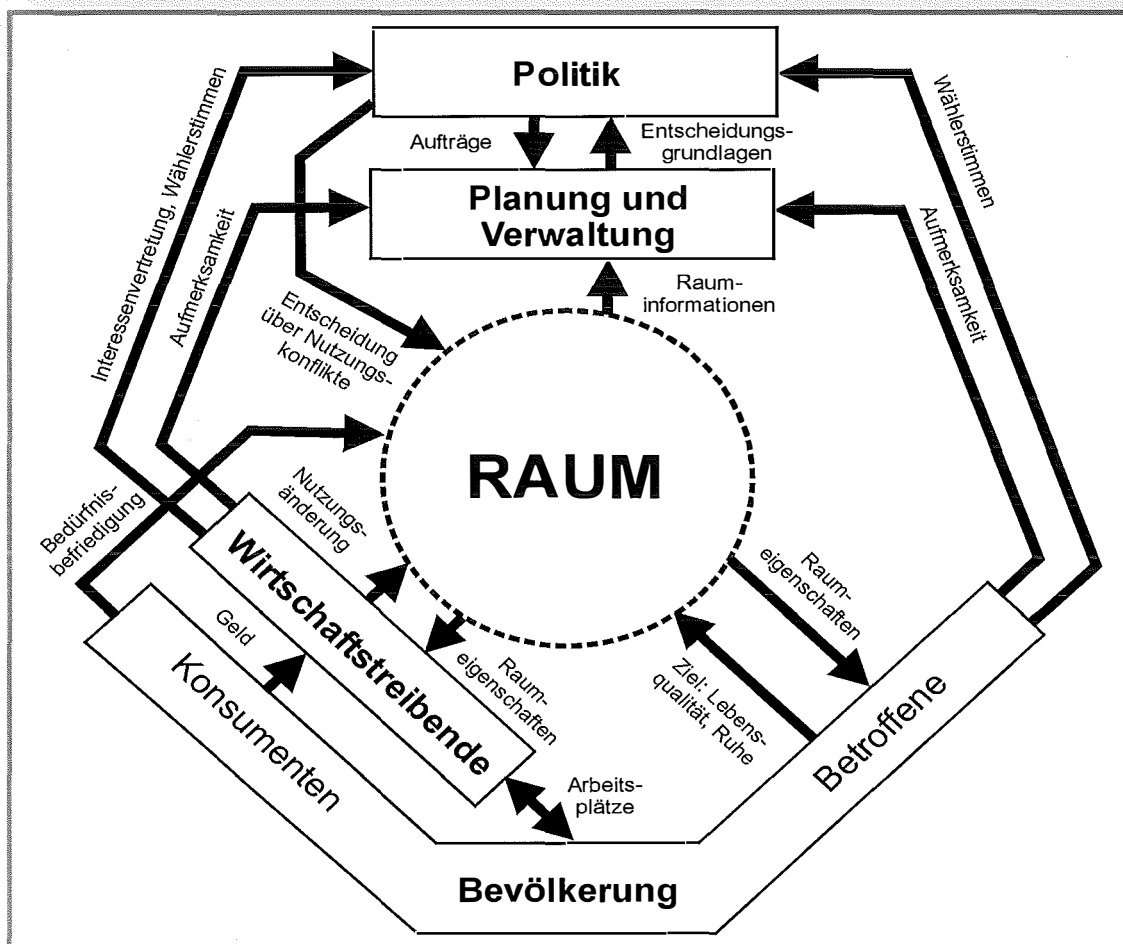 Politik
Interessenvertretung, Wählerstimmen
Wählerstimmen
Aufträge
Entscheidungs-
grundlagen
Planung und
Verwaltung
Aufmerksamkeit
Aufmerksamkeit
Raum-
informationen
Entscheidung
über Nutzungs-
konflikte
RAUM
Bedürfnis-
befriedigung
Nutzungs-
änderung
Raum-
eigenschaften
Wirtschaftstreibende
Geld
Raum-
eigenschaften
Ziel: Lebens-
qualität, Ruhe
Konsumenten
Betroffene
Arbeits-
plätze
Bevölkerung